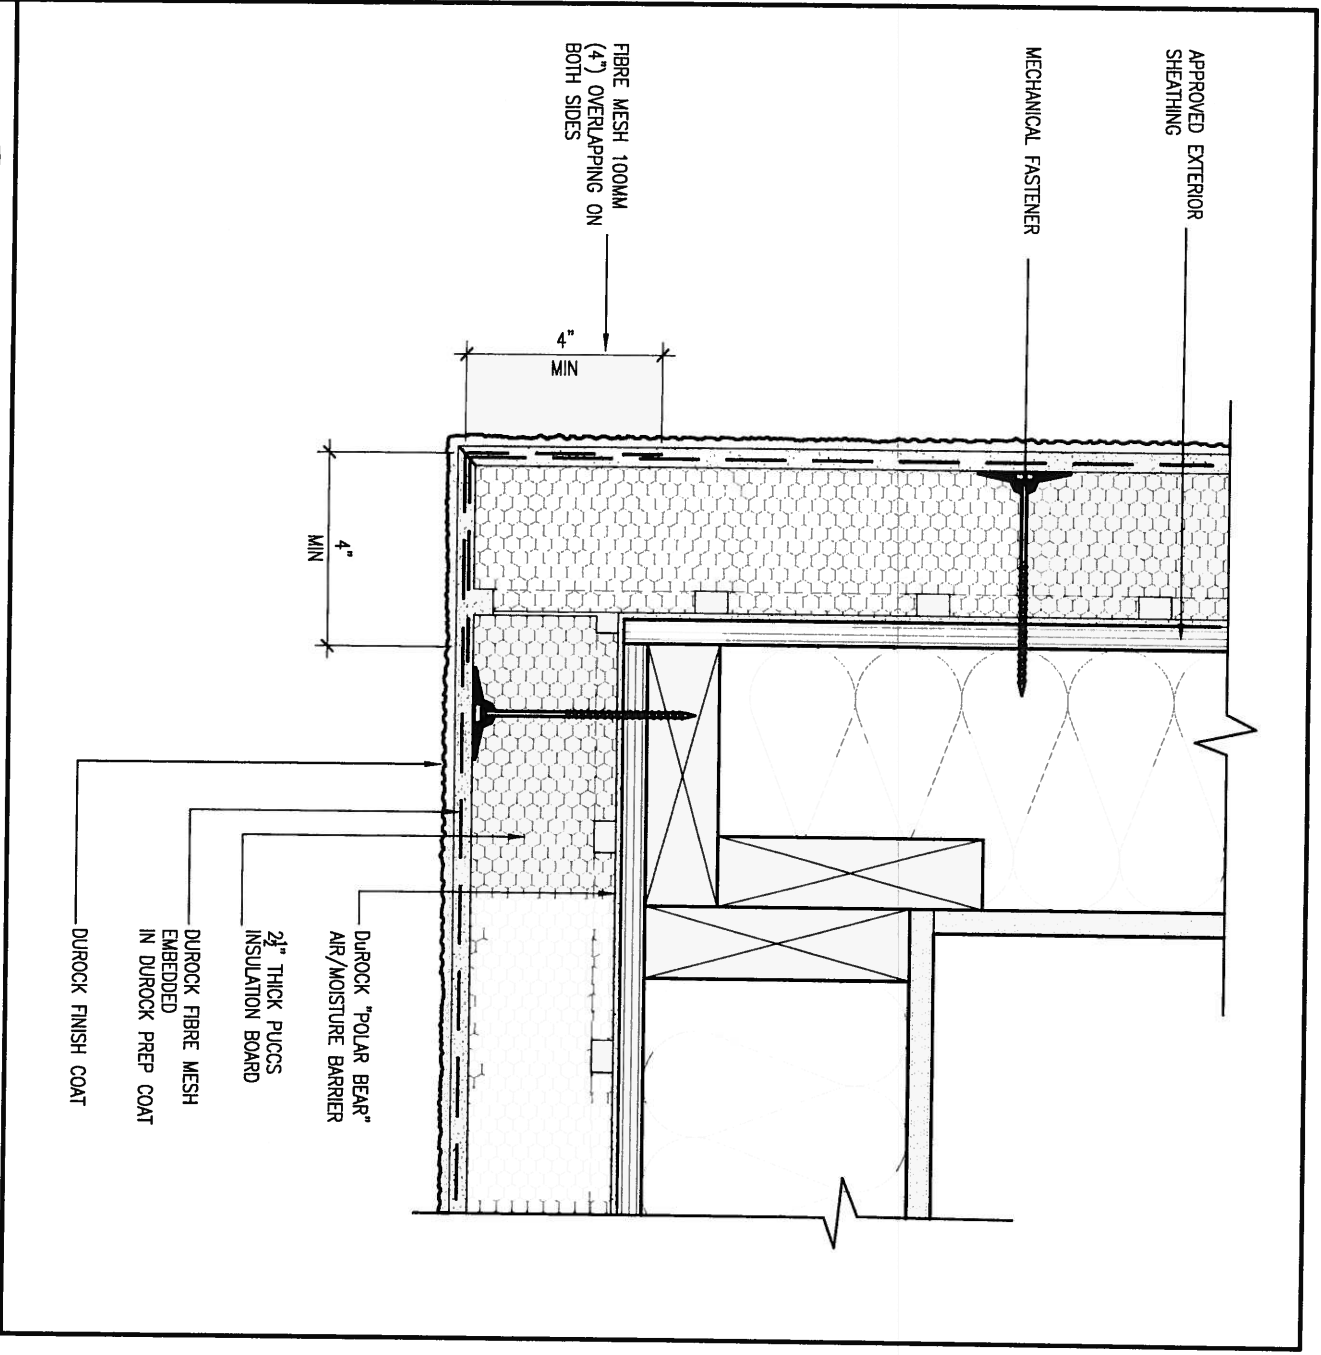 APPROVED EXTERIOR
SHEATHING
MECHANICAL FASTENER
FIBRE MESH 100MM
(4") OVERLAPPING ON
BOTH SIDES
4"
MIN
4"
MIN
DUROCK "POLAR BEAR"
AIR/MOISTURE BARRIER
2½" THICK PUCCS
INSULATION BOARD
DUROCK FIBRE MESH
EMBEDDED
IN DUROCK PREP COAT
DUROCK FINISH COAT